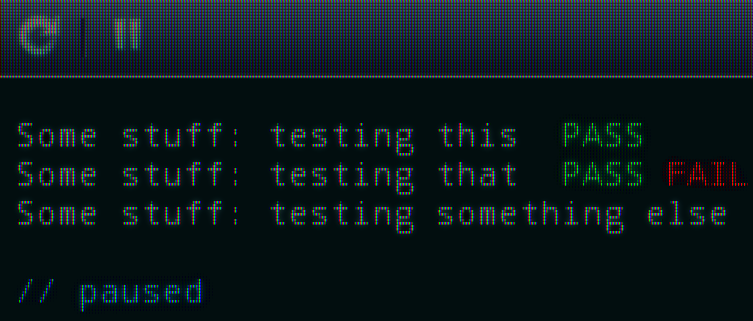 Some stuff: testing this PASS
Some stuff: testing that PASS FAIL
Some stuff: testing something else
// paused